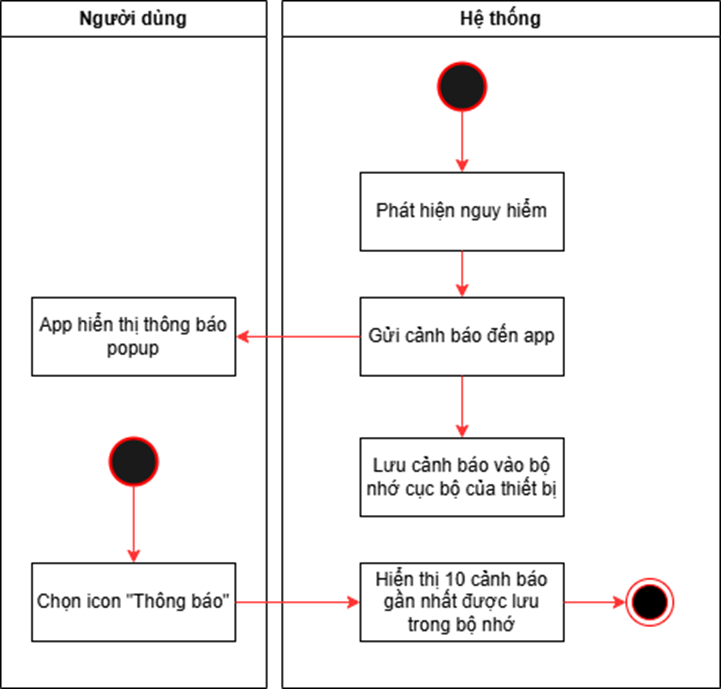 Người dùng
Hệ thống
Phát hiện nguy hiểm
App hiển thị thông báo
popup
Gửi cảnh báo đến app
Lưu cảnh báo vào bộ
nhớ cục bộ của thiết bị
Chọn icon "Thông báo"
Hiển thị 10 cảnh báo
gần nhất được lưu
trong bộ nhớ